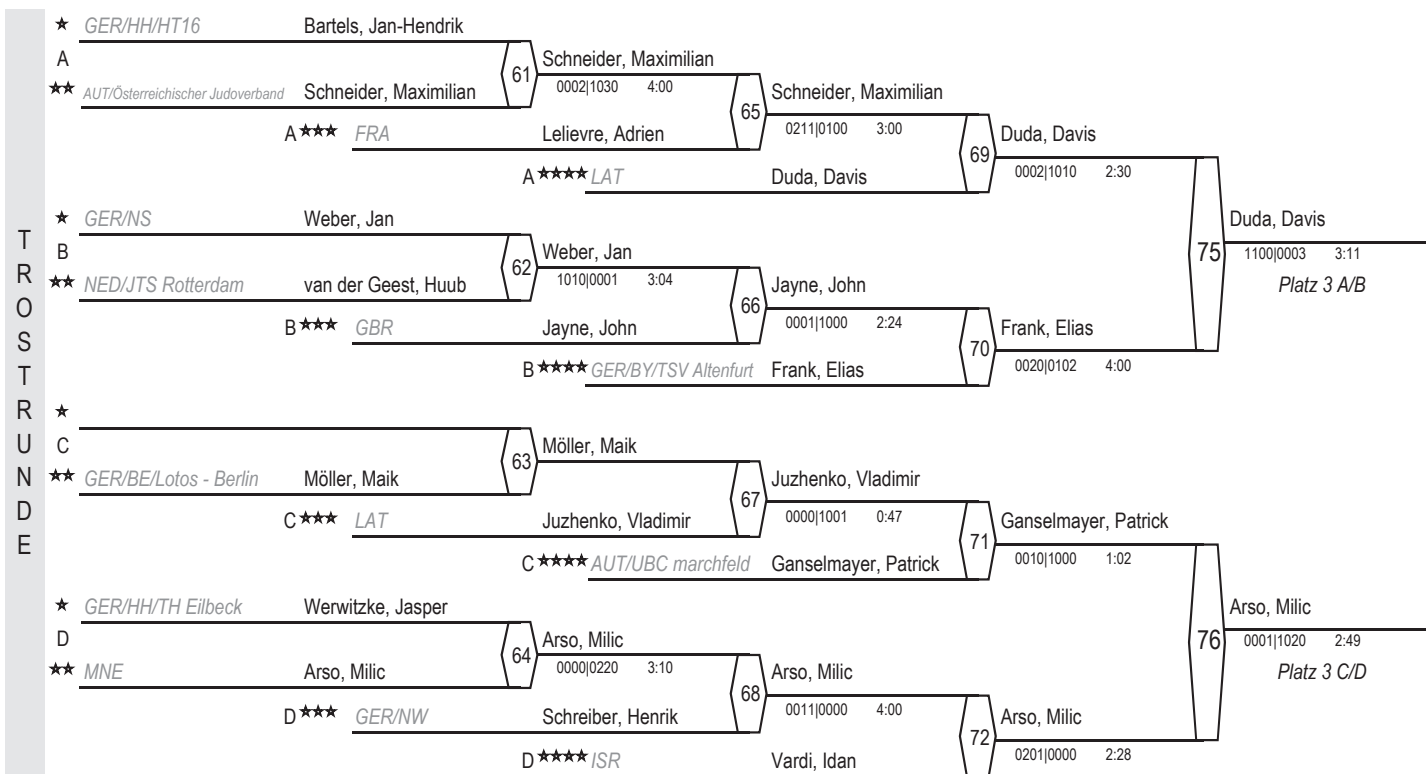 TROSTRUNDE
★ GER/HH/HT16 Bartels, Jan-Hendrik
A 61 Schneider, Maximilian
0002|1030 4:00
★★ AUT/Österreichischer Judoverband Schneider, Maximilian
65 Schneider, Maximilian
0211|0100 3:00
A ★★★ FRA Lelievre, Adrien
69 Duda, Davis
0002|1010 2:30
A ★★★★ LAT Duda, Davis
★ GER/NS Weber, Jan
75 Duda, Davis
1100|0003 3:11
Platz 3 A/B
B 62 Weber, Jan
1010|0001 3:04
★★ NED/JTS Rotterdam van der Geest, Huub
66 Jayne, John
0001|1000 2:24
B ★★★ GBR Jayne, John
70 Frank, Elias
0020|0102 4:00
B ★★★★ GER/BY/TSV Altenfurt Frank, Elias
★
C 63 Möller, Maik
★★ GER/BE/Lotos - Berlin Möller, Maik
67 Juzhenko, Vladimir
0000|1001 0:47
C ★★★ LAT Juzhenko, Vladimir
71 Ganselmayer, Patrick
0010|1000 1:02
C ★★★★ AUT/UBC marchfeld Ganselmayer, Patrick
★ GER/HH/TH Eilbeck Werwitzke, Jasper
76 Arso, Milic
0001|1020 2:49
Platz 3 C/D
D 64 Arso, Milic
0000|0220 3:10
★★ MNE Arso, Milic
68 Arso, Milic
0011|0000 4:00
D ★★★ GER/NW Schreiber, Henrik
72 Arso, Milic
0201|0000 2:28
D ★★★★ ISR Vardi, Idan